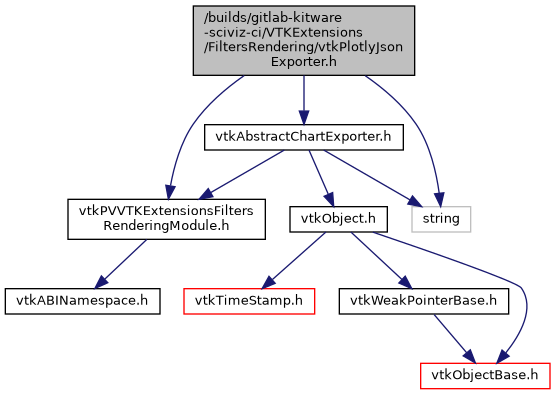 /builds/gitlab-kitware
-sciviz-ci/VTKExtensions
/FiltersRendering/vtkPlotlyJson
Exporter.h
vtkAbstractChartExporter.h
vtkPVVTKExtensionsFilters
RenderingModule.h
vtkObject.h
string
vtkABINamespace.h
vtkTimeStamp.h
vtkWeakPointerBase.h
vtkObjectBase.h